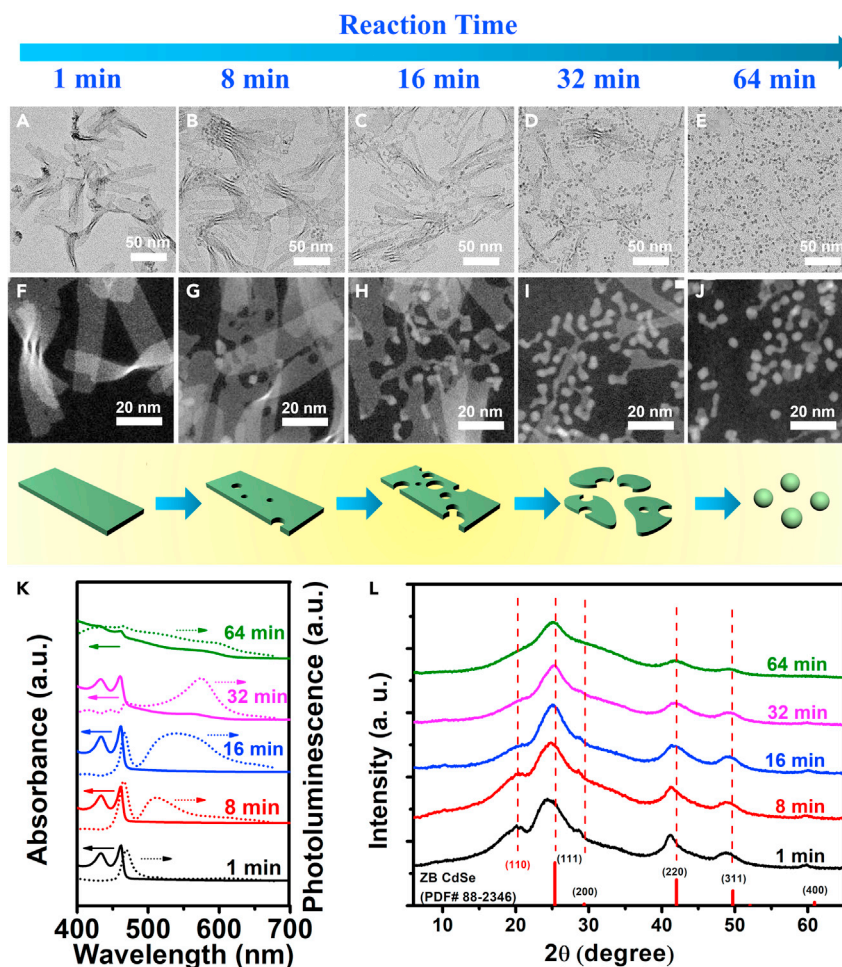 Reaction Time
1 min 8 min 16 min 32 min 64 min
A B C D E
50 nm 50 nm 50 nm 50 nm 50 nm
F G H I J
20 nm 20 nm 20 nm 20 nm 20 nm
K
Absorbance (a.u.)
64 min
32 min
16 min
8 min
1 min
Photoluminescence (a.u.)
400 500 600 700
Wavelength (nm)
L
Intensity (a. u.)
64 min
32 min
16 min
8 min
1 min
(110) (111) (200) (220) (311) (400)
ZB CdSe
(PDF# 88-2346)
10 20 30 40 50 60
2θ (degree)